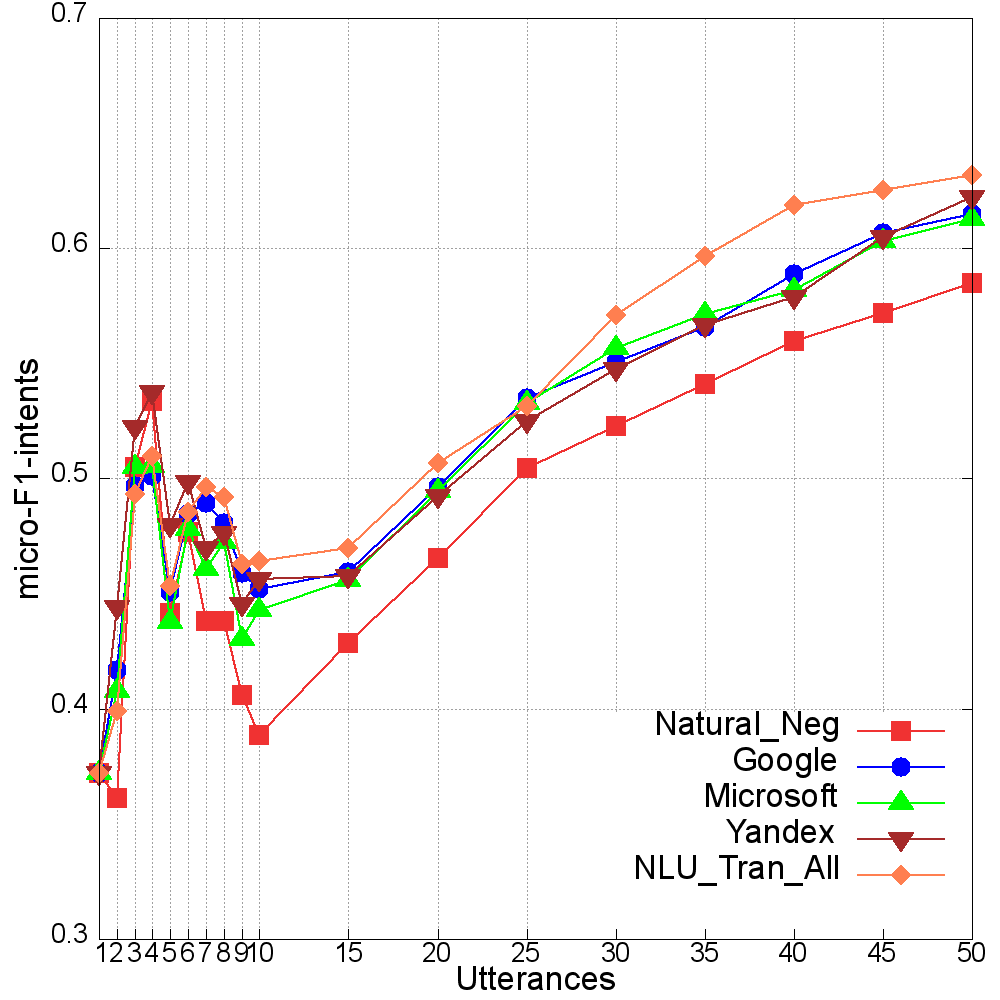 0.7
0.6
0.5
0.4
0.3
micro-F1-intents
Natural_Neg
Google
Microsoft
Yandex
NLU_Tran_All
1 2 3 4 5 6 7 8 9 10 15 20 25 30 35 40 45 50
Utterances